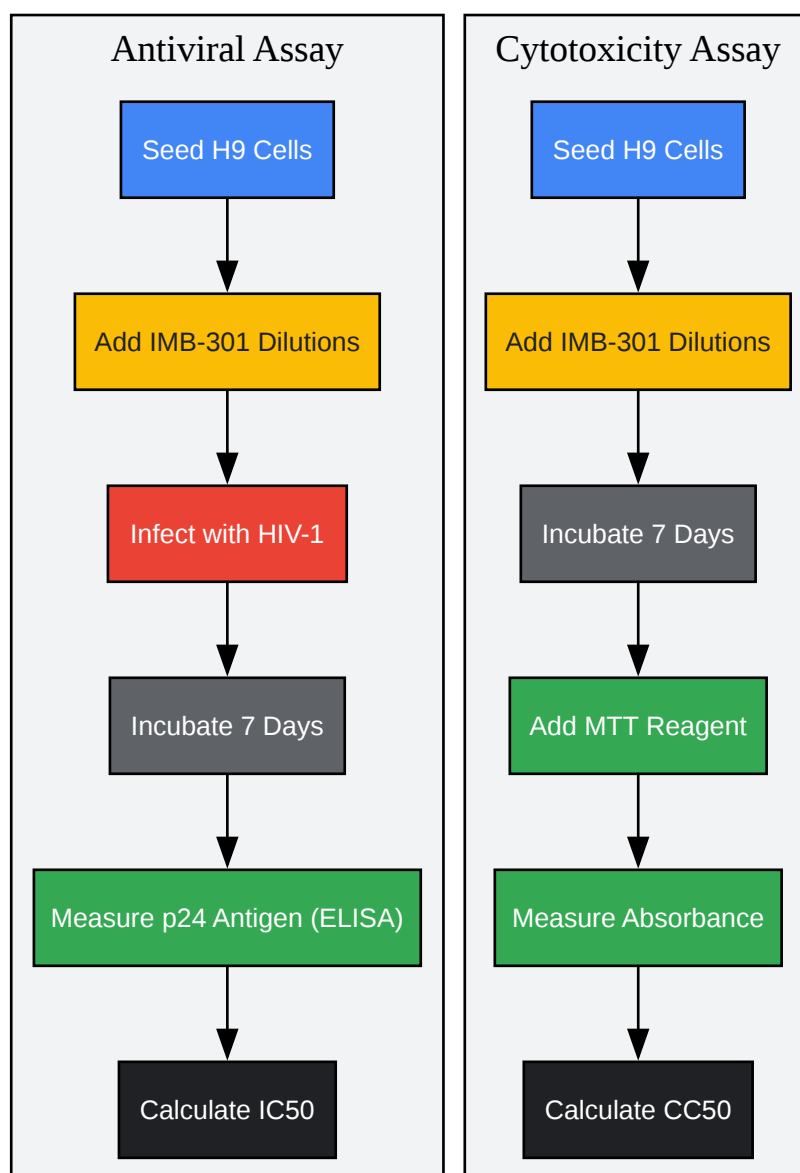 Antiviral Assay
Seed H9 Cells
Add IMB-301 Dilutions
Infect with HIV-1
Incubate 7 Days
Measure p24 Antigen (ELISA)
Calculate IC50
Cytotoxicity Assay
Seed H9 Cells
Add IMB-301 Dilutions
Incubate 7 Days
Add MTT Reagent
Measure Absorbance
Calculate CC50